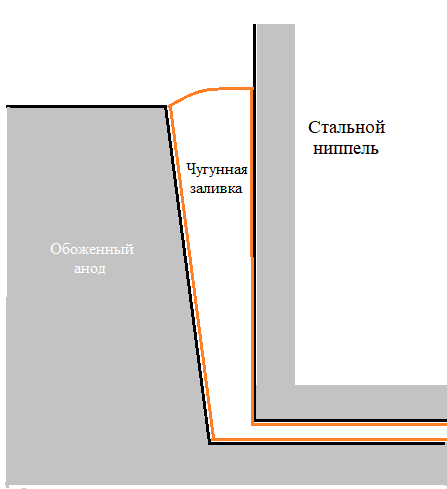 Стальной
ниппель
Чугунная
заливка
Обоженный
анод